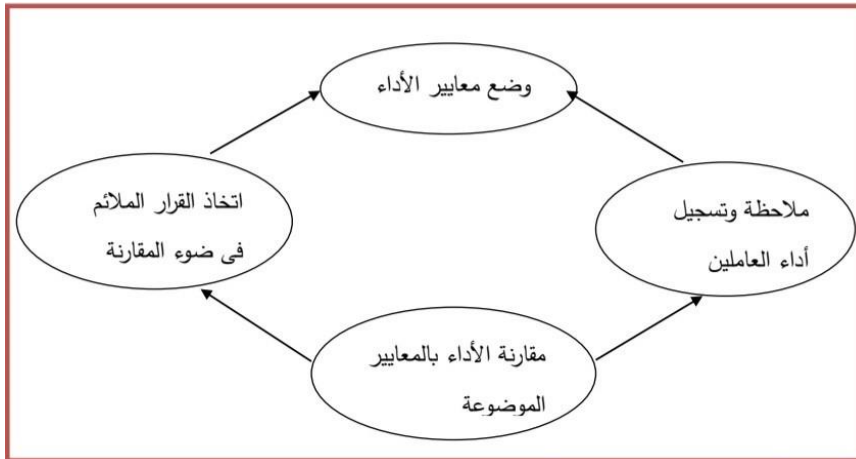 وضع معايير الأداء
ملاحظة وتسجيل
أداء العاملين
مقارنة الأداء بالمعايير
الموضوعة
اتخاذ القرار الملائم
فى ضوء المقارنة